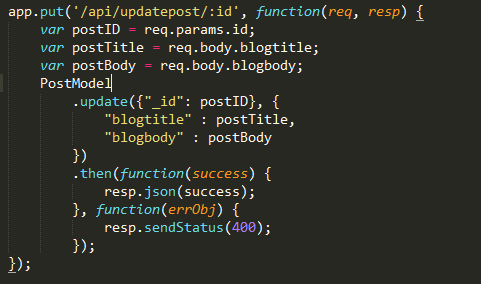 app.put('/api/updatepost/:id', function(req, resp) {
    var postID = req.params.id;
    var postTitle = req.body.blogtitle;
    var postBody = req.body.blogbody;
    PostModel
        .update({"_id": postID}, {
            "blogtitle" : postTitle,
            "blogbody" : postBody
        })
        .then(function(success) {
            resp.json(success);
        }, function(errObj) {
            resp.sendStatus(400);
        });
});